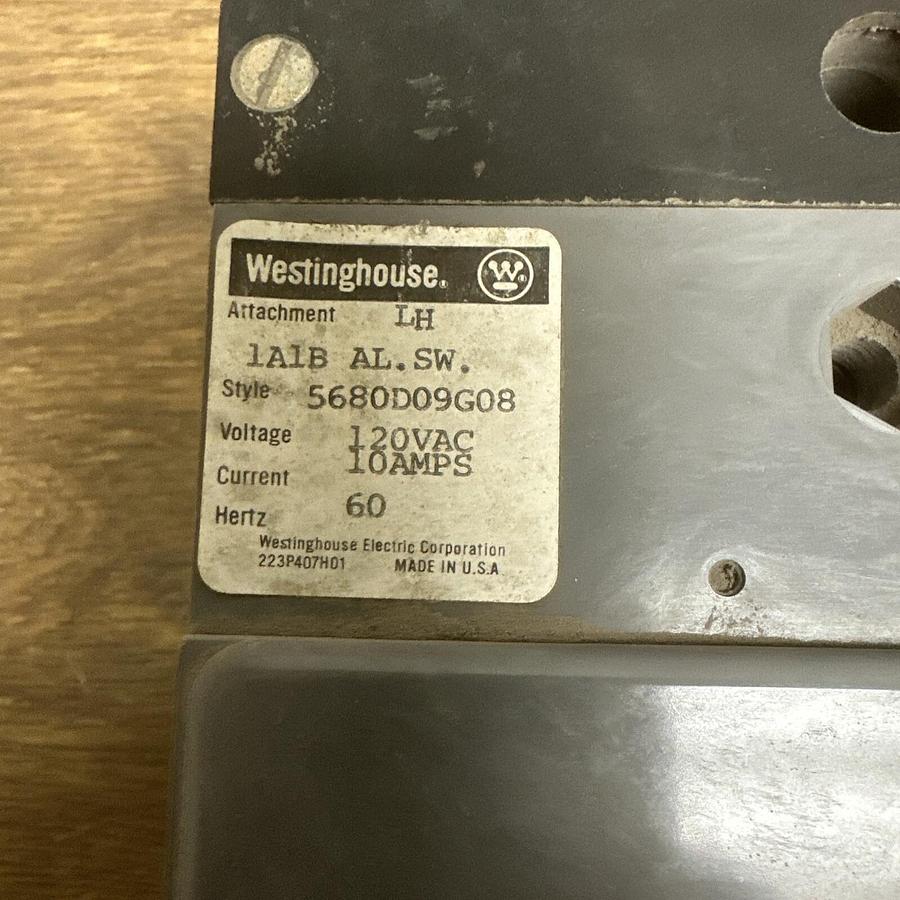 Westinghouse. W
Attachment LH
1A1B AL.SW.
Style 5680D09G08
Voltage 120VAC
Current 10AMPS
Hertz 60
Westinghouse Electric Corporation
223P407H01 MADE IN U.S.A